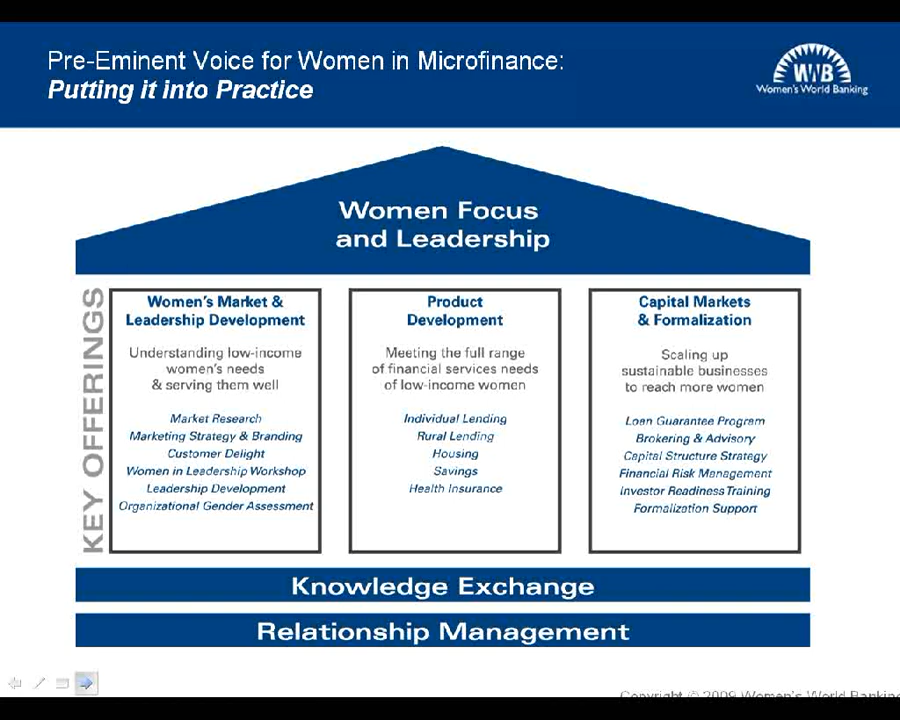 Pre-Eminent Voice for Women in Microfinance:
Putting it into Practice
WWB
Women's World Banking
Women Focus
and Leadership
KEY OFFERINGS
Women's Market &
Leadership Development
Understanding low-income
women's needs
& serving them well
Market Research
Marketing Strategy & Branding
Customer Delight
Women in Leadership Workshop
Leadership Development
Organizational Gender Assessment
Product
Development
Meeting the full range
of financial services needs
of low-income women
Individual Lending
Rural Lending
Housing
Savings
Health Insurance
Capital Markets
& Formalization
Scaling up
sustainable businesses
to reach more women
Loan Guarantee Program
Brokering & Advisory
Capital Structure Strategy
Financial Risk Management
Investor Readiness Training
Formalization Support
Knowledge Exchange
Relationship Management
Copyright © 2009 Women's World Banking